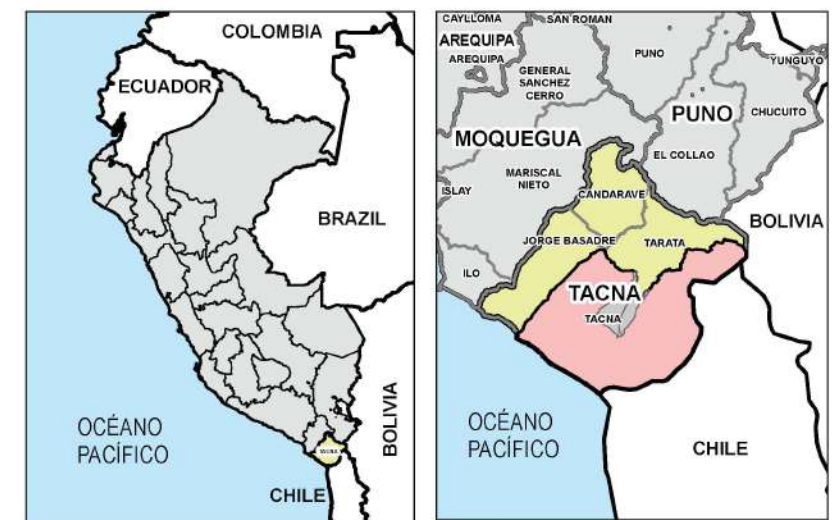 COLOMBIA
ECUADOR
BRAZIL
BOLIVIA
OCÉANO
PACÍFICO
TACNA
CHILE
CAYLLOMA
SAN ROMAN
AREQUIPA
AREQUIPA
PUNO
YUNGUYO
GENERAL
SANCHEZ
CERRO
PUNO
CHUCUITO
MOQUEGUA
EL COLLAO
MARISCAL
NIETO
ISLAY
CANDARAVE
BOLIVIA
JORGE BASADRE
TARATA
ILO
TACNA
TACNA
OCÉANO
PACÍFICO
CHILE